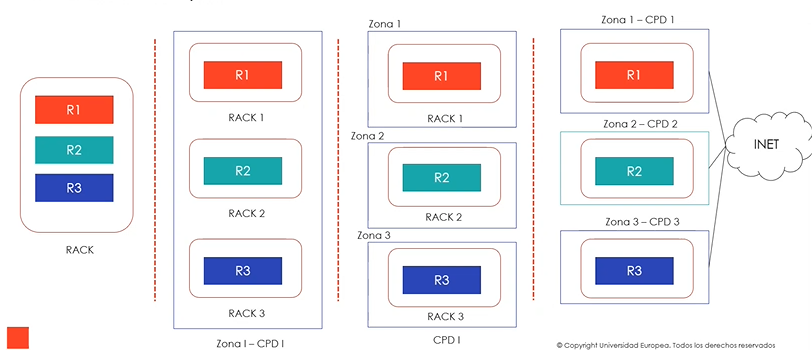 R1
R2
R3
RACK
R1
RACK 1
R2
RACK 2
R3
RACK 3
Zona I – CPD I
Zona 1
R1
RACK 1
Zona 2
R2
RACK 2
Zona 3
R3
RACK 3
CPD I
Zona 1 – CPD 1
R1
Zona 2 – CPD 2
R2
Zona 3 – CPD 3
R3
INET
© Copyright Universidad Europea. Todos los derechos reservados